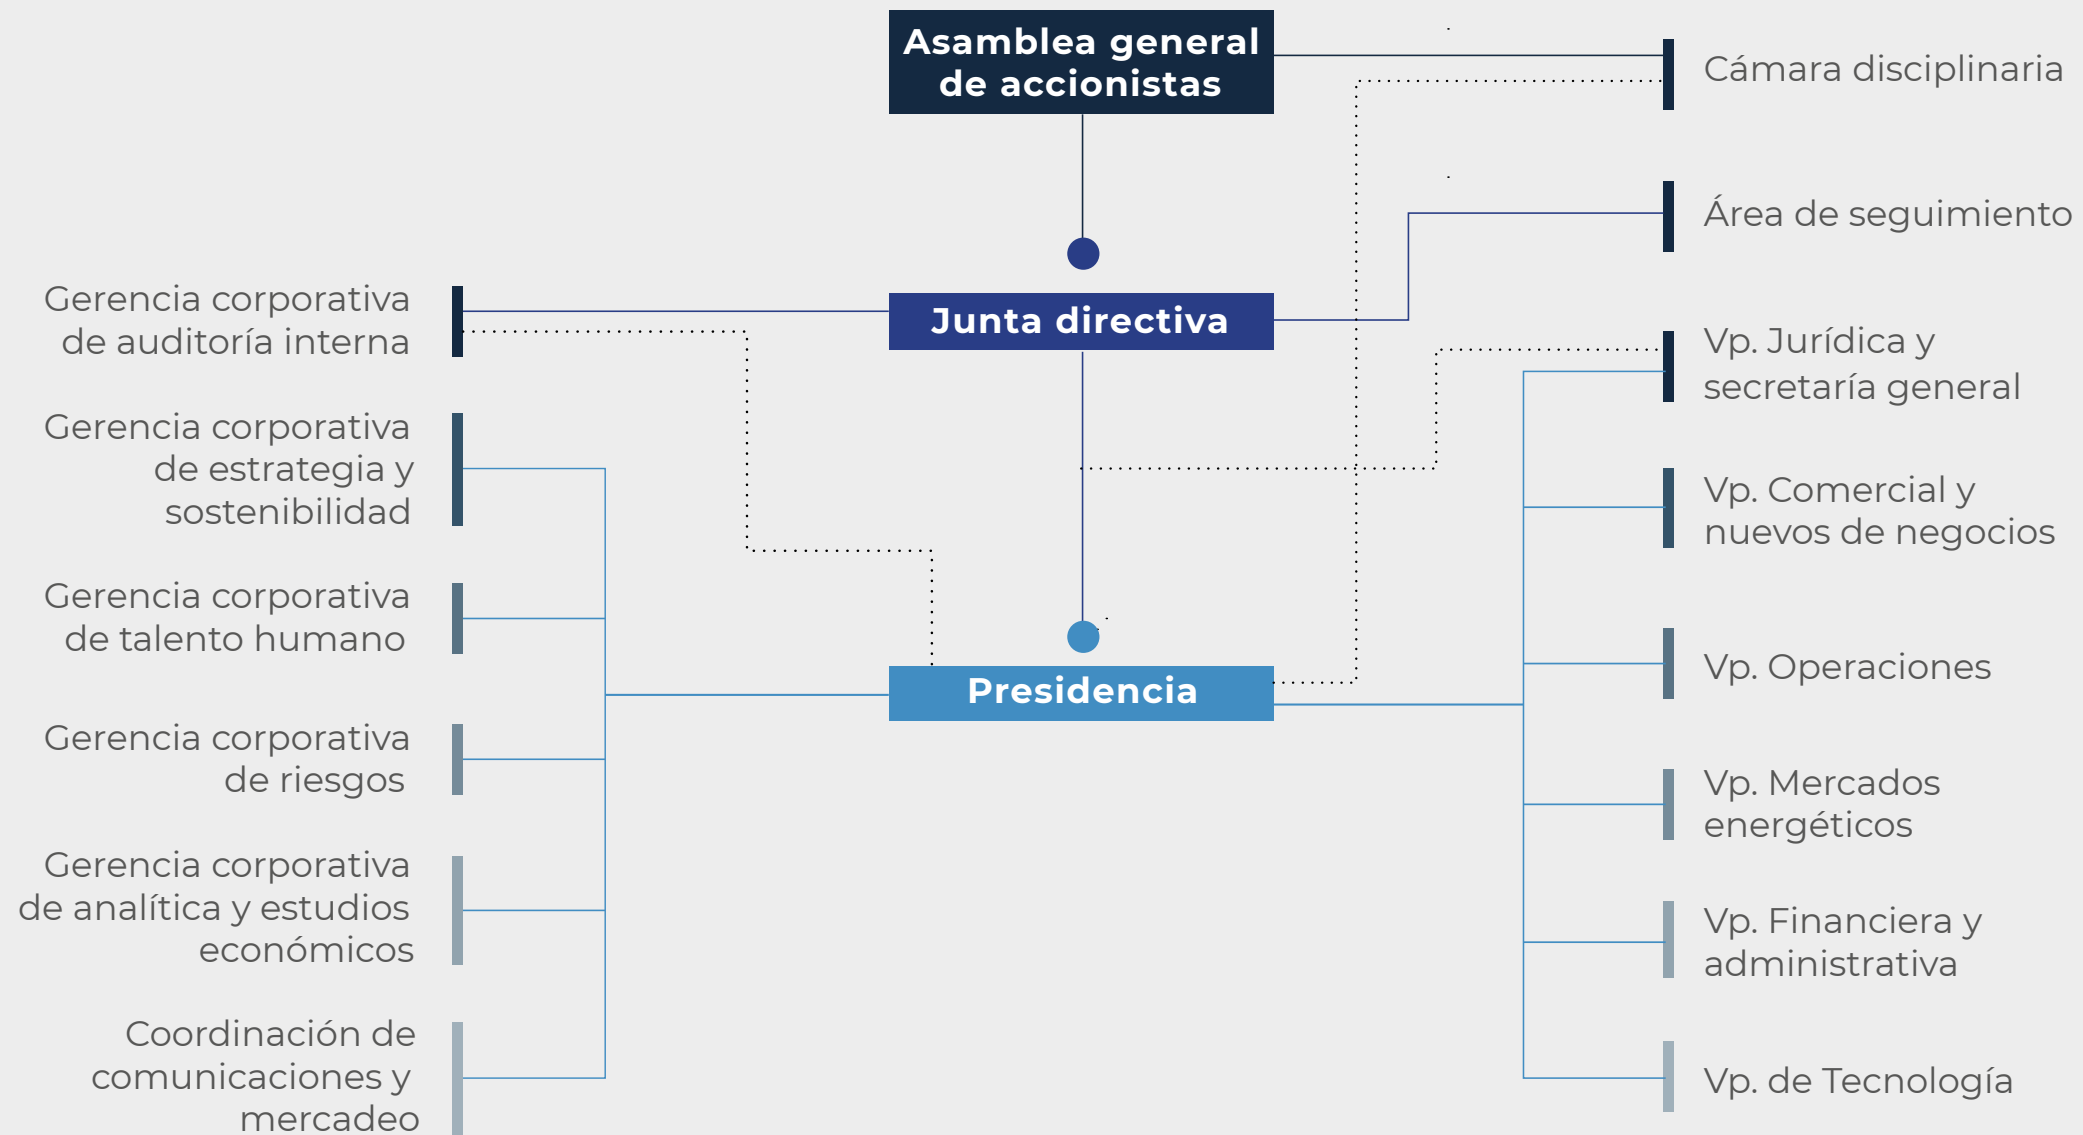 Asamblea general
de accionistas
Cámara disciplinaria
Área de seguimiento
Junta directiva
Gerencia corporativa
de auditoría interna
Gerencia corporativa
de estrategia y
sostenibilidad
Gerencia corporativa
de talento humano
Gerencia corporativa
de riesgos
Gerencia corporativa
de analítica y estudios
económicos
Coordinación de
comunicaciones y
mercadeo
Presidencia
Vp. Jurídica y
secretaría general
Vp. Comercial y
nuevos de negocios
Vp. Operaciones
Vp. Mercados
energéticos
Vp. Financiera y
administrativa
Vp. de Tecnología